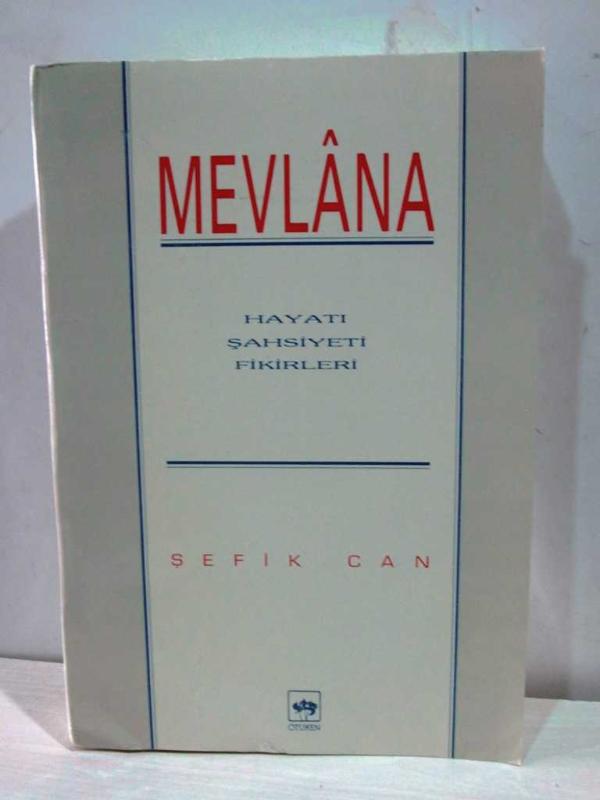 MEVLÂNA
HAYATI
ŞAHSİYETİ
FİKİRLERİ
ŞEFİK CAN
ÖTÜKEN